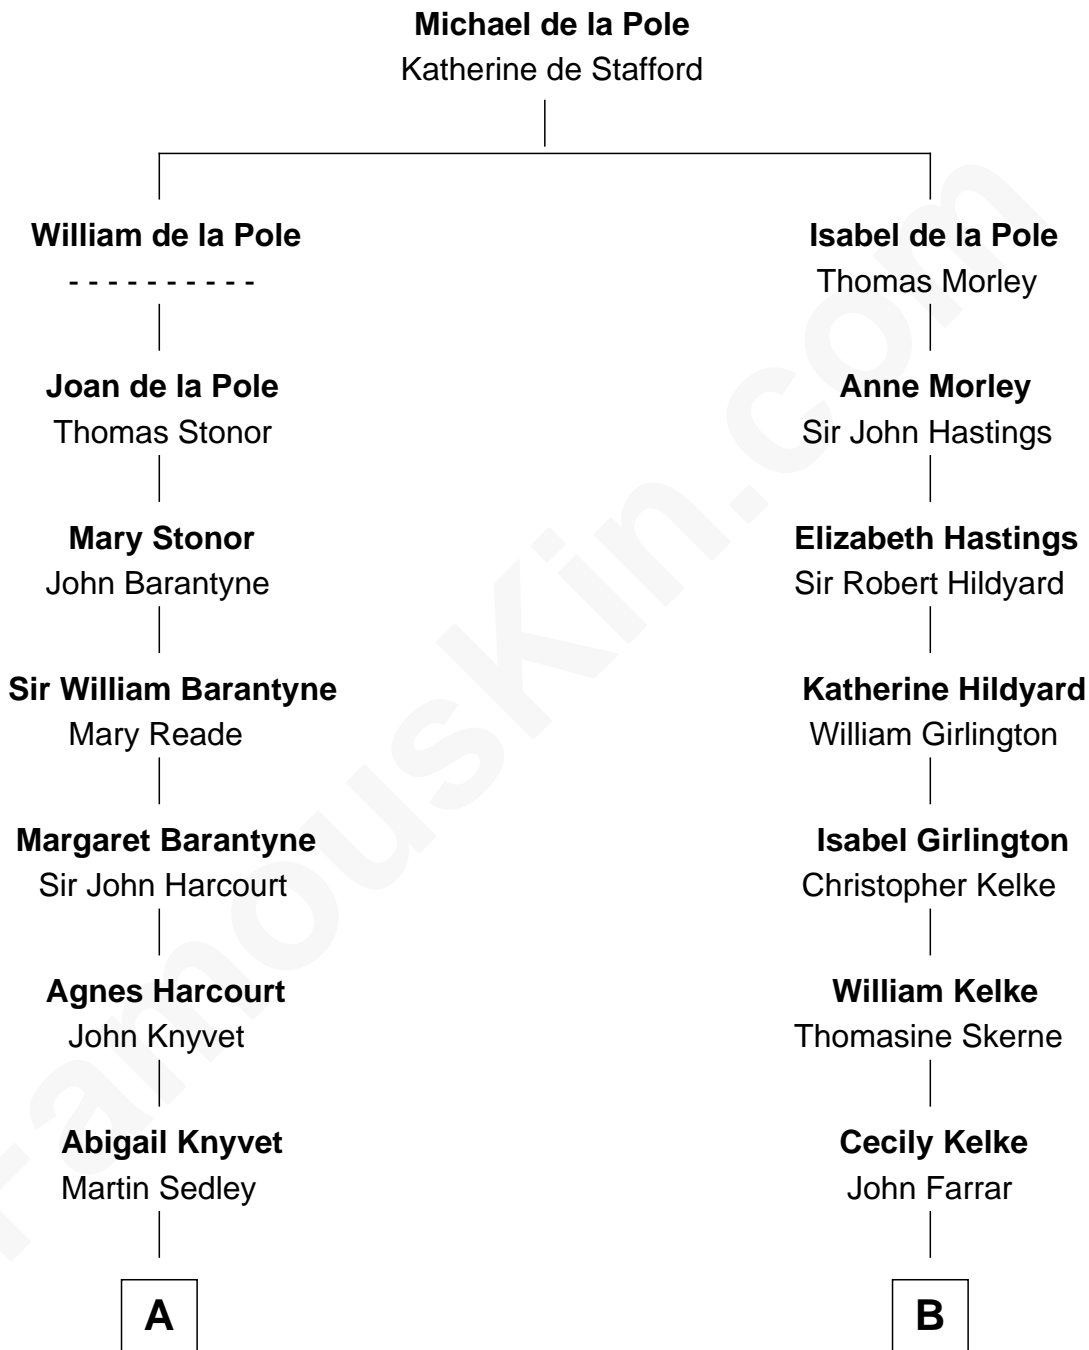 Michael de la Pole
Katherine de Stafford
William de la Pole
- - - - - - - - - -
Isabel de la Pole
Thomas Morley
Joan de la Pole
Thomas Stonor
Anne Morley
Sir John Hastings
Mary Stonor
John Barantyne
Elizabeth Hastings
Sir Robert Hildyard
Sir William Barantyne
Mary Reade
Katherine Hildyard
William Girlington
Margaret Barantyne
Sir John Harcourt
Isabel Girlington
Christopher Kelke
Agnes Harcourt
John Knyvet
William Kelke
Thomasine Skerne
Abigail Knyvet
Martin Sedley
Cecily Kelke
John Farrar
A
B
FamousKin.com